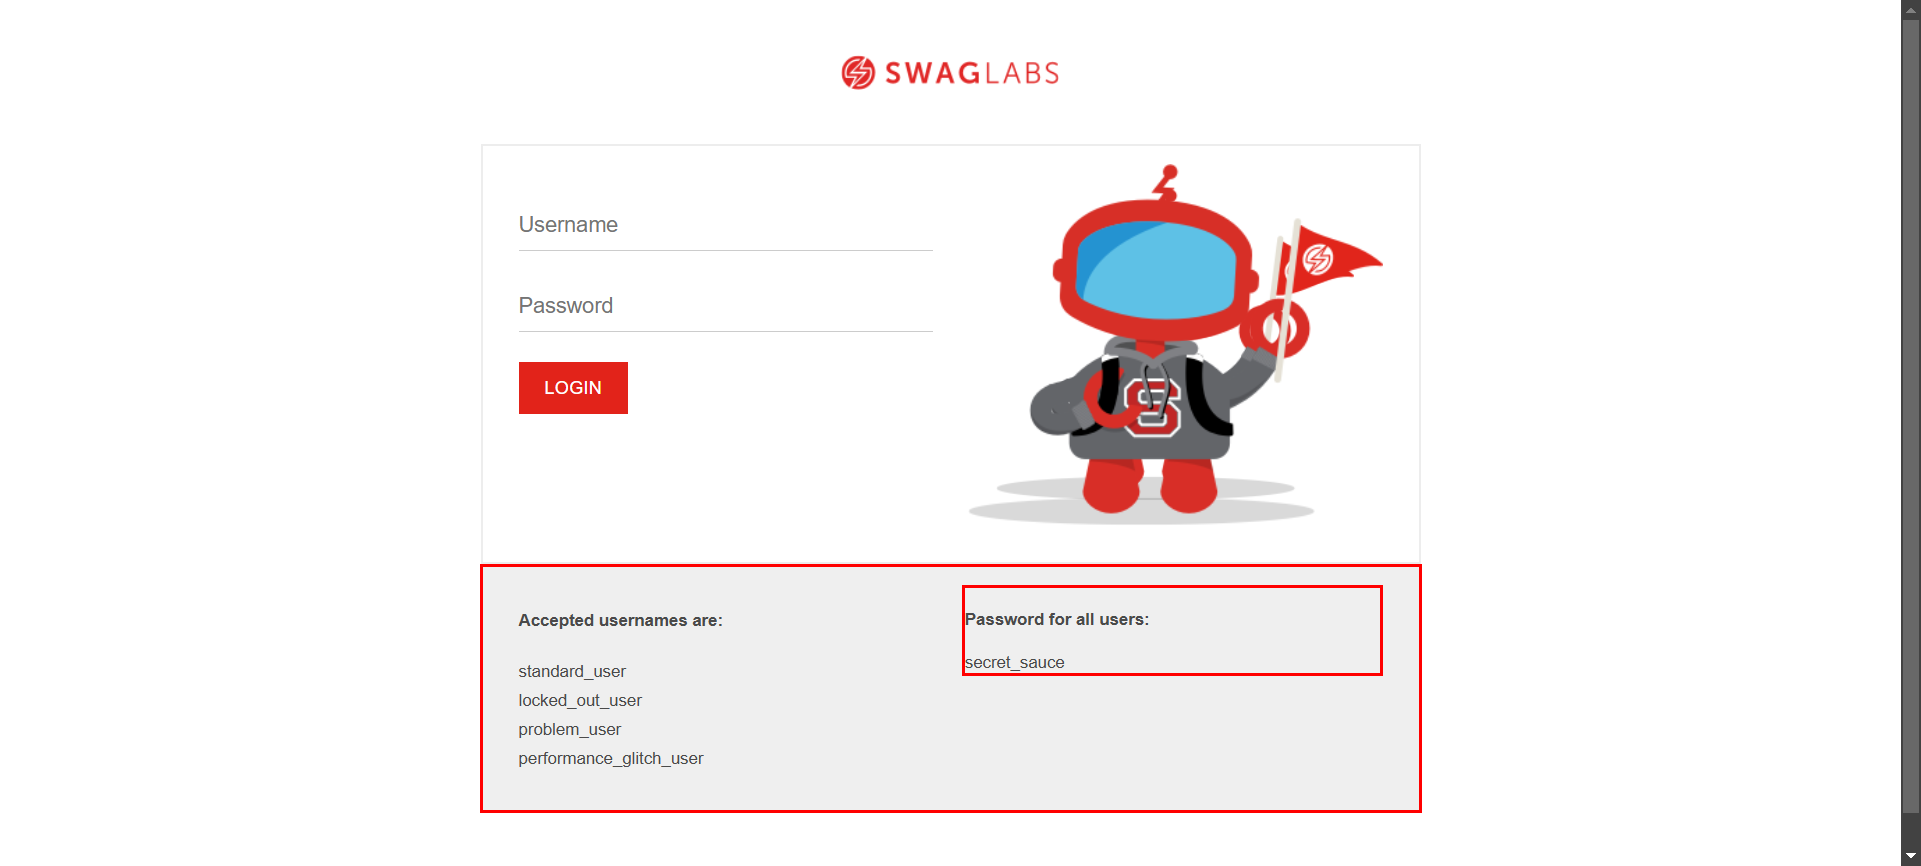 SWAGLABS
Username
Password
LOGIN
S
Accepted usernames are:
standard_user
locked_out_user
problem_user
performance_glitch_user
Password for all users:
secret_sauce